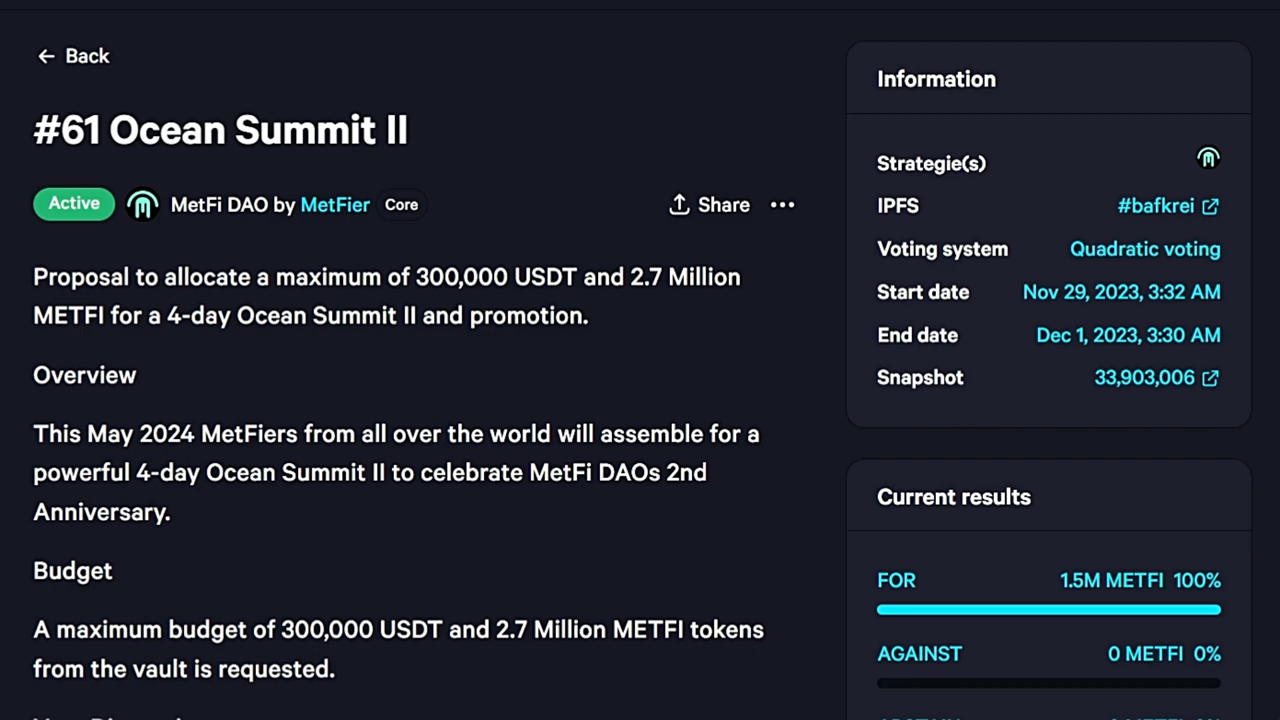 ← Back
#61 Ocean Summit II
Active MetFi DAO by MetFier Core
Share •••
Proposal to allocate a maximum of 300,000 USDT and 2.7 Million
METFI for a 4-day Ocean Summit II and promotion.
Overview
This May 2024 MetFiers from all over the world will assemble for a
powerful 4-day Ocean Summit II to celebrate MetFi DAOs 2nd
Anniversary.
Budget
A maximum budget of 300,000 USDT and 2.7 Million METFI tokens
from the vault is requested.
Information
Strategie(s)
IPFS #bafkrei
Voting system Quadratic voting
Start date Nov 29, 2023, 3:32 AM
End date Dec 1, 2023, 3:30 AM
Snapshot 33,903,006
Current results
FOR 1.5M METFI 100%
AGAINST 0 METFI 0%